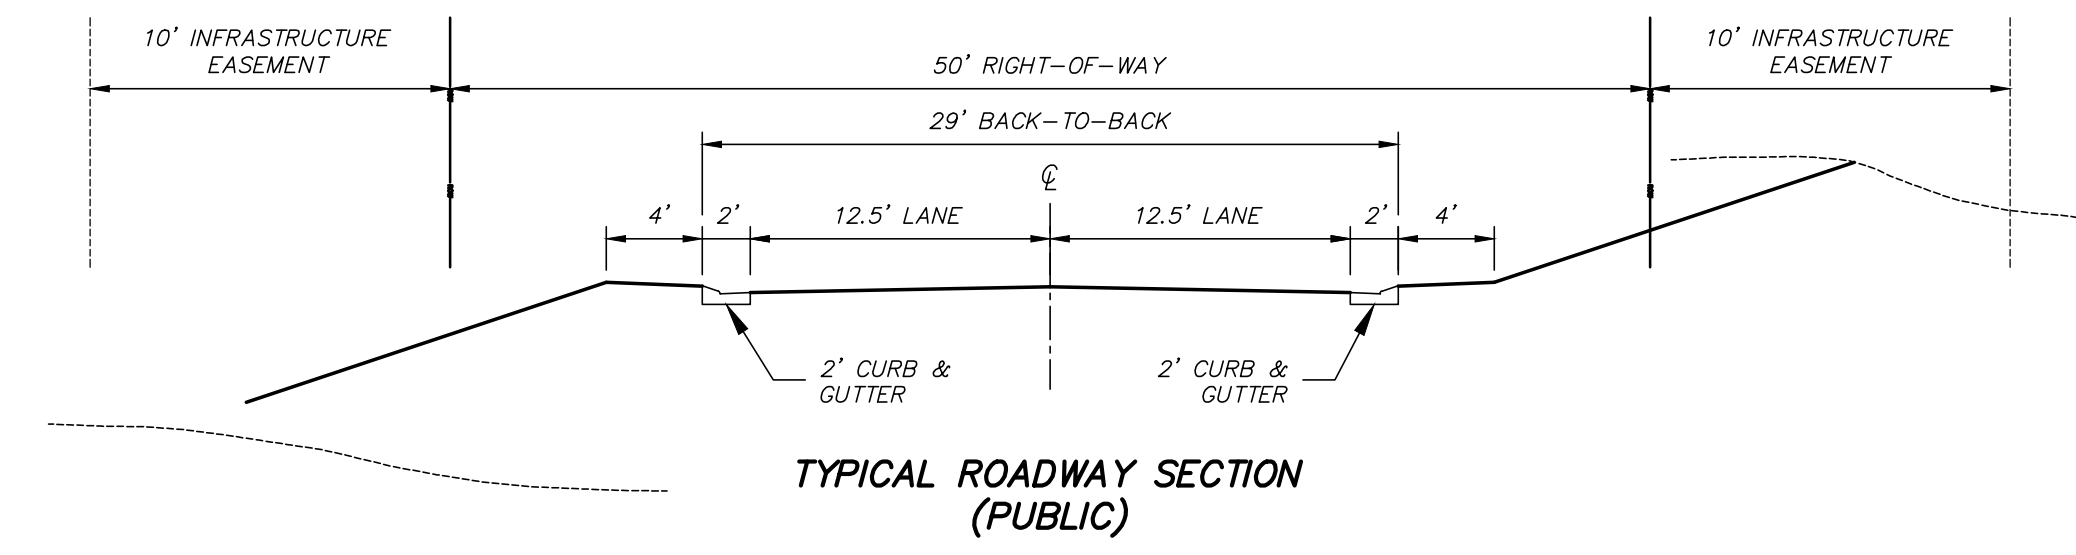 10' INFRASTRUCTURE
EASEMENT
50' RIGHT-OF-WAY
10' INFRASTRUCTURE
EASEMENT
29' BACK-TO-BACK
℄
4'
2'
12.5' LANE
12.5' LANE
2'
4'
2' CURB &
GUTTER
2' CURB &
GUTTER
TYPICAL ROADWAY SECTION
(PUBLIC)